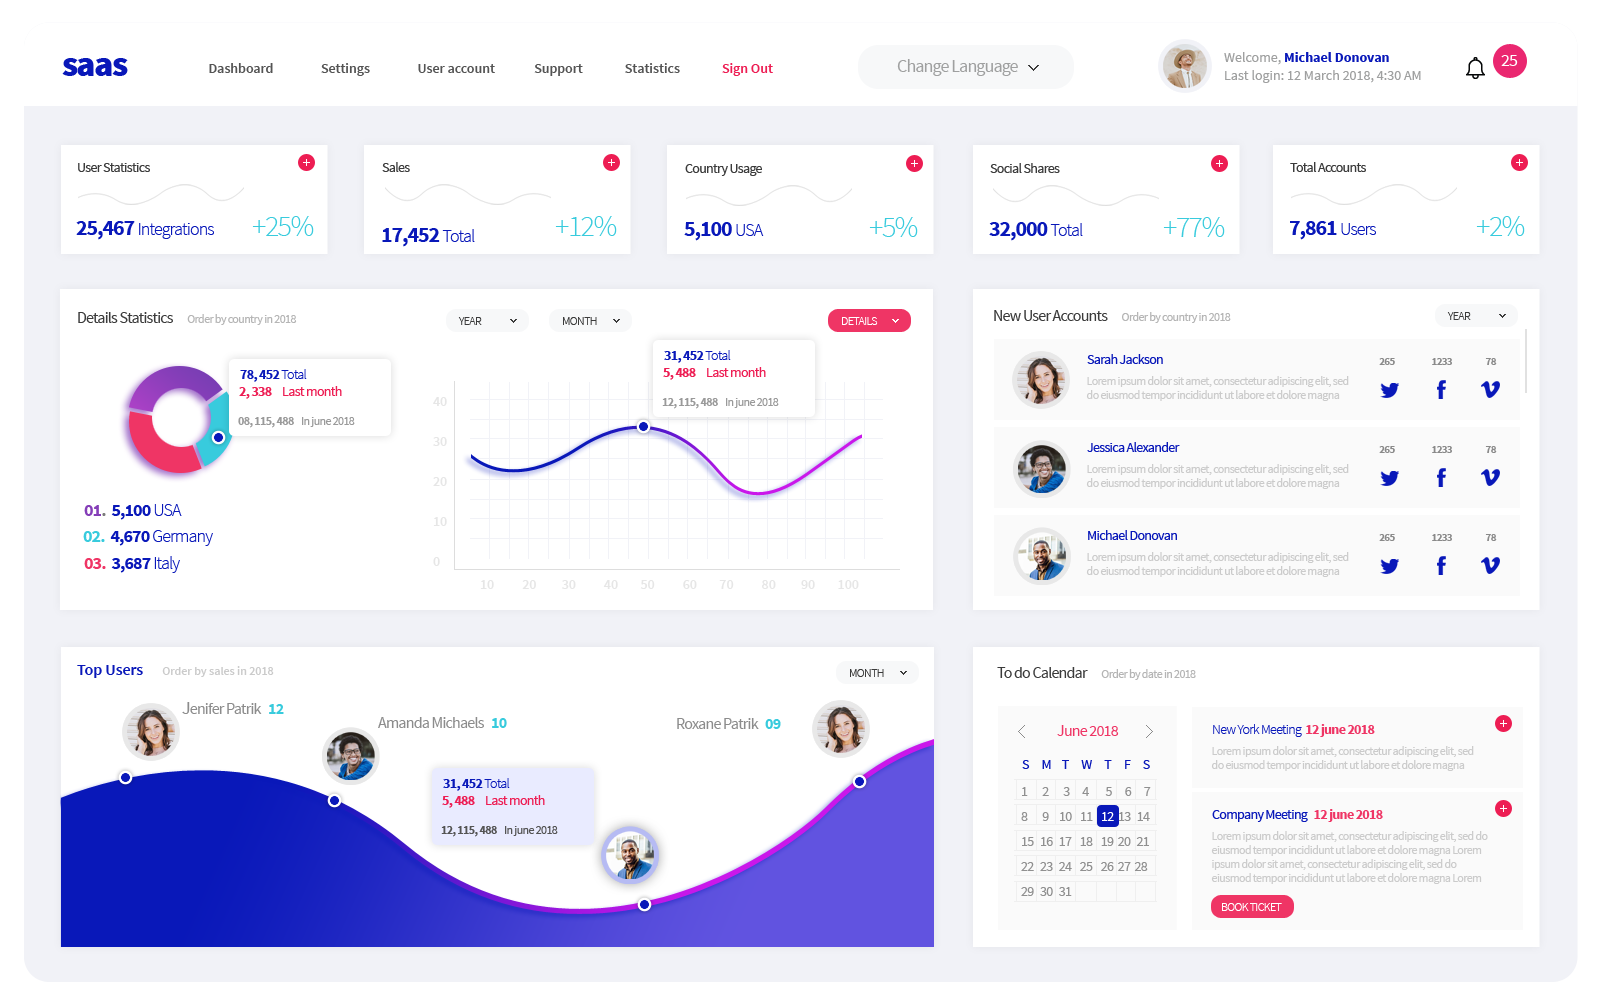 saas
Dashboard
Settings
User account
Support
Statistics
Sign Out
Change Language
Welcome, Michael Donovan
Last login: 12 March 2018, 4:30 AM
25
User Statistics
25,467 Integrations
+25%
Sales
17,452 Total
+12%
Country Usage
5,100 USA
+5%
Social Shares
32,000 Total
+77%
Total Accounts
7,861 Users
+2%
Details Statistics Order by country in 2018
YEAR
MONTH
DETAILS
78,452 Total
2,338 Last month
08,115,488 In june 2018
01. 5,100 USA
02. 4,670 Germany
03. 3,687 Italy
31,452 Total
5,488 Last month
12,115,488 In june 2018
40
30
20
10
0
10 20 30 40 50 60 70 80 90 100
New User Accounts Order by country in 2018
YEAR
Sarah Jackson
Lorem ipsum dolor sit amet, consectetur adipiscing elit, sed
do eiusmod tempor incididunt ut labore et dolore magna
265 1233 78
Jessica Alexander
Lorem ipsum dolor sit amet, consectetur adipiscing elit, sed
do eiusmod tempor incididunt ut labore et dolore magna
265 1233 78
Michael Donovan
Lorem ipsum dolor sit amet, consectetur adipiscing elit, sed
do eiusmod tempor incididunt ut labore et dolore magna
265 1233 78
Top Users Order by sales in 2018
MONTH
Jenifer Patrik 12
Amanda Michaels 10
Roxane Patrik 09
31,452 Total
5,488 Last month
12,115,488 In june 2018
To do Calendar Order by date in 2018
June 2018
S M T W T F S
1 2 3 4 5 6 7
8 9 10 11 12 13 14
15 16 17 18 19 20 21
22 23 24 25 26 27 28
29 30 31
New York Meeting 12 june 2018
Lorem ipsum dolor sit amet, consectetur adipiscing elit, sed
do eiusmod tempor incididunt ut labore et dolore magna
Company Meeting 12 june 2018
Lorem ipsum dolor sit amet, consectetur adipiscing elit, sed do
eiusmod tempor incididunt ut labore et dolore magna Lorem
ipsum dolor sit amet, consectetur adipiscing elit, sed do
eiusmod tempor incididunt ut labore et dolore magna Lorem
BOOK TICKET